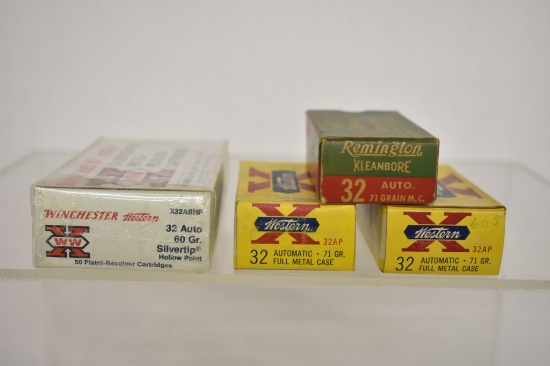 X32ASHP
WINCHESTER Western
32 Auto
60 Gr.
Silvertip®
Hollow Point
X
WW
50 Pistol-Revolver Cartridges
X
Western
32AP
32 AUTOMATIC · 71 GR.
FULL METAL CASE
Remington
KLEANBORE
32 AUTO.
71 GRAIN M.C.
X
Western
32AP
32 AUTOMATIC · 71 GR.
FULL METAL CASE